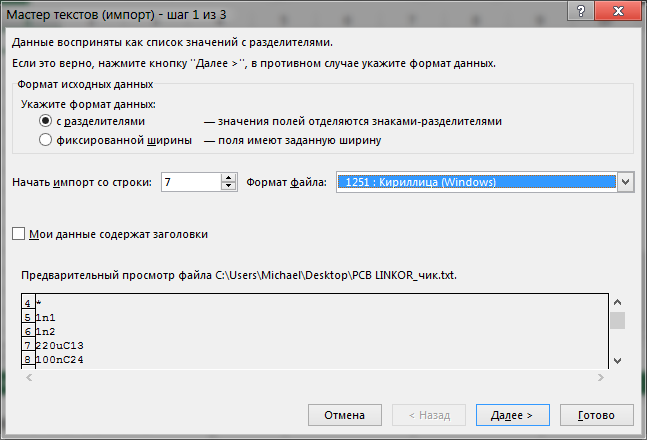 Мастер текстов (импорт) - шаг 1 из 3
Данные восприняты как список значений с разделителями.
Если это верно, нажмите кнопку "Далее >", в противном случае укажите формат данных.
Формат исходных данных
Укажите формат данных:
с разделителями — значения полей отделяются знаками-разделителями
фиксированной ширины — поля имеют заданную ширину
Начать импорт со строки: 7 Формат файла: 1251 : Кириллица (Windows)
Мои данные содержат заголовки
Предварительный просмотр файла C:\Users\Michael\Desktop\PCB LINKOR_чик.txt.
4 *
5 1n1
6 1n2
7 220uC13
8 100nC24
Отмена < Назад Далее > Готово